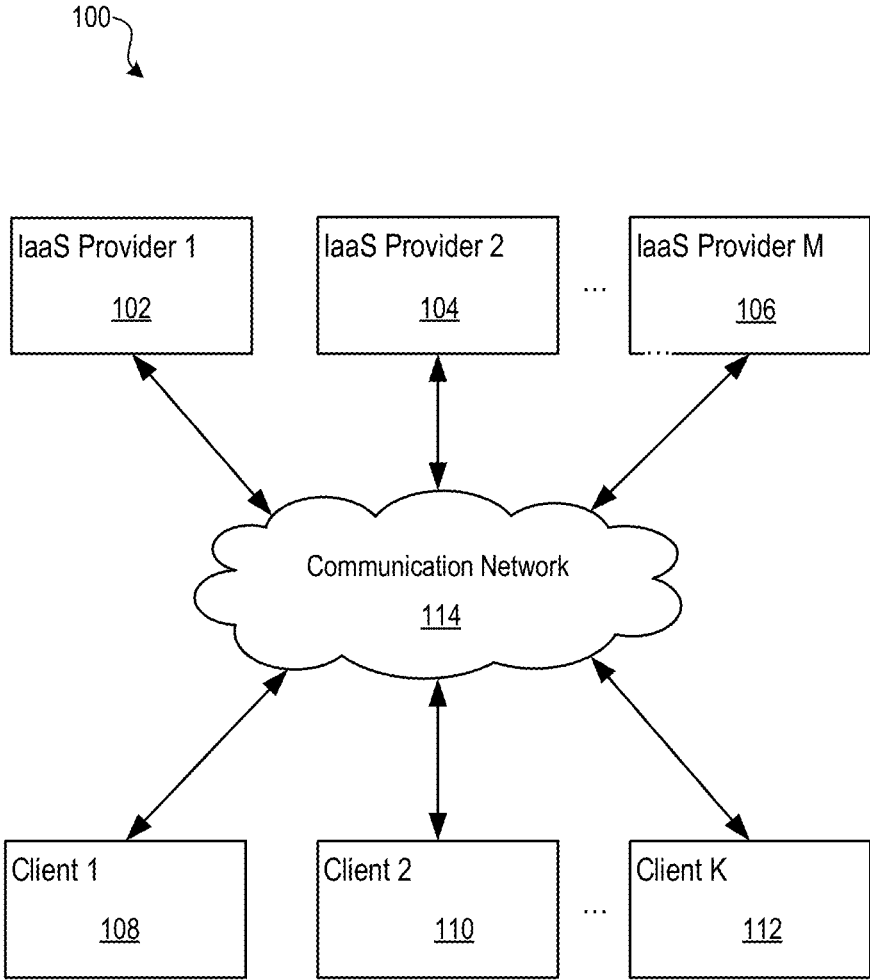 100
IaaS Provider 1
102
IaaS Provider 2
104
...
IaaS Provider M
106
...
Communication Network
114
Client 1
108
Client 2
110
...
Client K
112